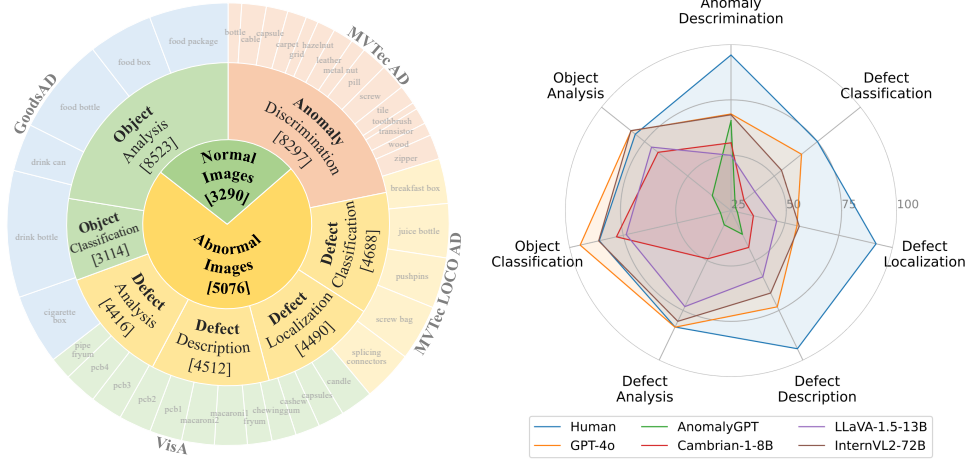 GoodsAD
MVTec AD
MVTec LOCO AD
VisA
food package
food box
food bottle
drink can
drink bottle
cigarette
box
pipe
fryum
pcb4
pcb3
pcb2
pcb1
macaroni2
macaroni1
fryum
chewinggum
cashew
capsules
candle
splicing
connectors
screw bag
pushpins
juice bottle
breakfast box
zipper
wood
transistor
toothbrush
tile
screw
pill
metal nut
leather
hazelnut
grid
carpet
capsule
cable
bottle
Object
Analysis
[8523]
Anomaly
Discrimination
[8297]
Normal
Images
[3290]
Abnormal
Images
[5076]
Object
Classification
[3114]
Defect
Analysis
[4416]
Defect
Description
[4512]
Defect
Localization
[4490]
Defect
Classification
[4688]
Anomaly
Descrimination
Object
Analysis
Defect
Classification
25
50
75
100
Object
Classification
Defect
Localization
Defect
Analysis
Defect
Description
Human
AnomalyGPT
LLaVA-1.5-13B
GPT-4o
Cambrian-1-8B
InternVL2-72B